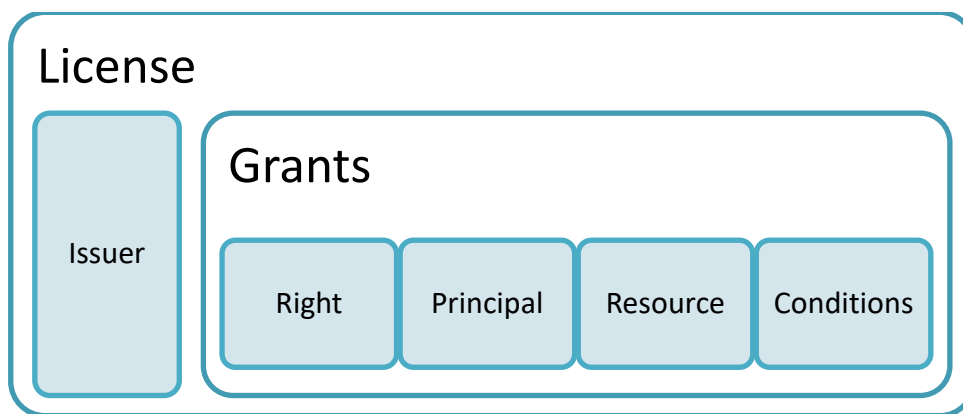 License
Grants
Issuer
Right
Principal
Resource
Conditions